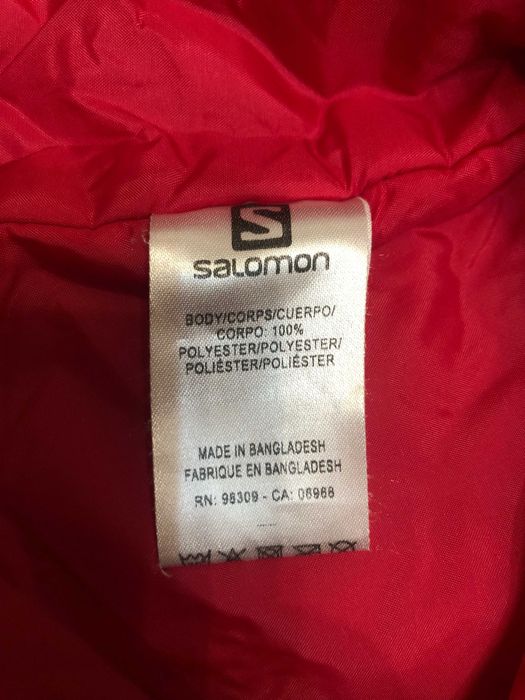 S
SALOMON
BODY/CORPS/CUERPO/
CORPO: 100%
POLYESTER/POLYESTER/
POLIÉSTER/POLIÉSTER
MADE IN BANGLADESH
FABRIQUE EN BANGLADESH
RN: 98309 - CA: 06968